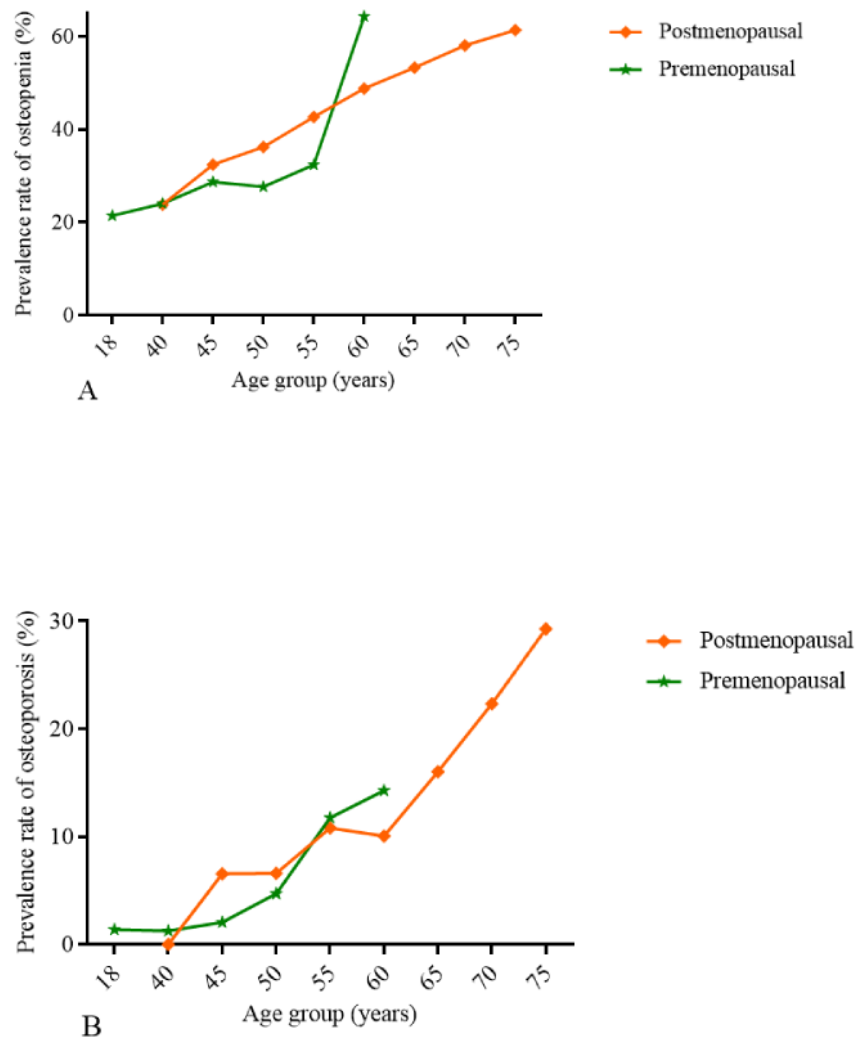 Prevalence rate of osteopenia (%)
60
40
20
0
18
40
45
50
55
60
65
70
75
Age group (years)
A
Postmenopausal
Premenopausal
Prevalence rate of osteoporosis (%)
30
20
10
0
18
40
45
50
55
60
65
70
75
Age group (years)
B
Postmenopausal
Premenopausal